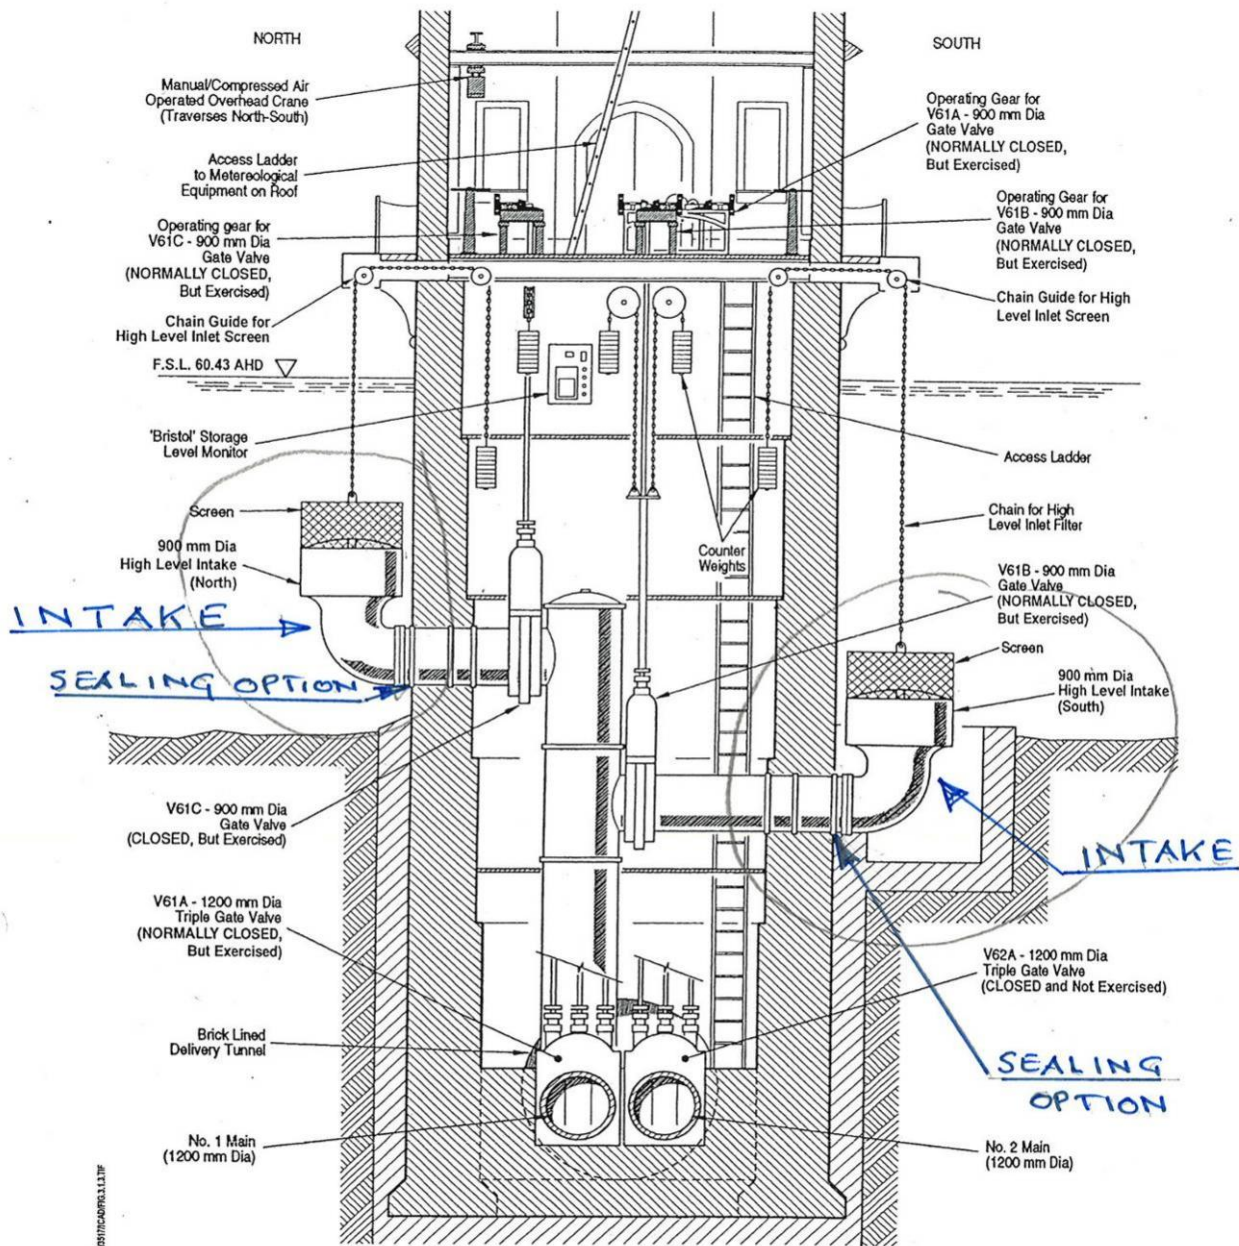 NORTH
SOUTH
Manual/Compressed Air
Operated Overhead Crane
(Traverses North-South)
Access Ladder
to Metereological
Equipment on Roof
Operating gear for
V61C - 900 mm Dia
Gate Valve
(NORMALLY CLOSED,
But Exercised)
Chain Guide for
High Level Inlet Screen
F.S.L. 60.43 AHD
'Bristol' Storage
Level Monitor
Screen
900 mm Dia
High Level Intake
(North)
INTAKE
SEALING OPTION
V61C - 900 mm Dia
Gate Valve
(CLOSED, But Exercised)
V61A - 1200 mm Dia
Triple Gate Valve
(NORMALLY CLOSED,
But Exercised)
Brick Lined
Delivery Tunnel
No. 1 Main
(1200 mm Dia)
Counter
Weights
Operating Gear for
V61A - 900 mm Dia
Gate Valve
(NORMALLY CLOSED,
But Exercised)
Operating Gear for
V61B - 900 mm Dia
Gate Valve
(NORMALLY CLOSED,
But Exercised)
Chain Guide for High
Level Inlet Screen
Access Ladder
Chain for High
Level Inlet Filter
V61B - 900 mm Dia
Gate Valve
(NORMALLY CLOSED,
But Exercised)
Screen
900 mm Dia
High Level Intake
(South)
INTAKE
V62A - 1200 mm Dia
Triple Gate Valve
(CLOSED and Not Exercised)
SEALING
OPTION
No. 2 Main
(1200 mm Dia)